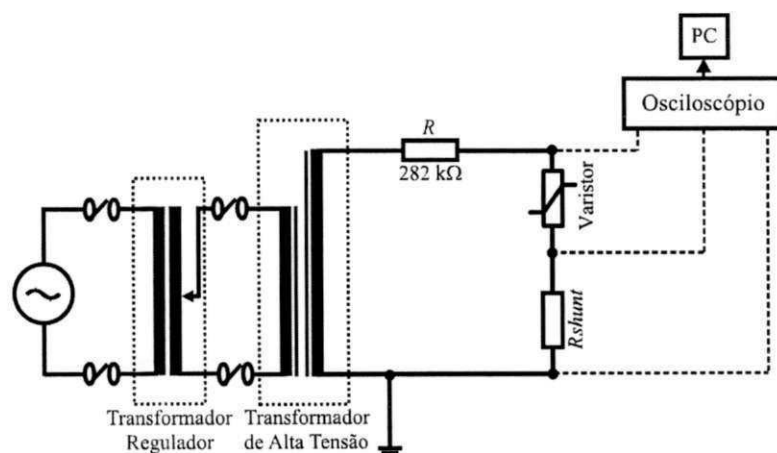 PC
Osciloscópio
R
282 kΩ
Varistor
Rshunt
Transformador
Regulador
Transformador
de Alta Tensão